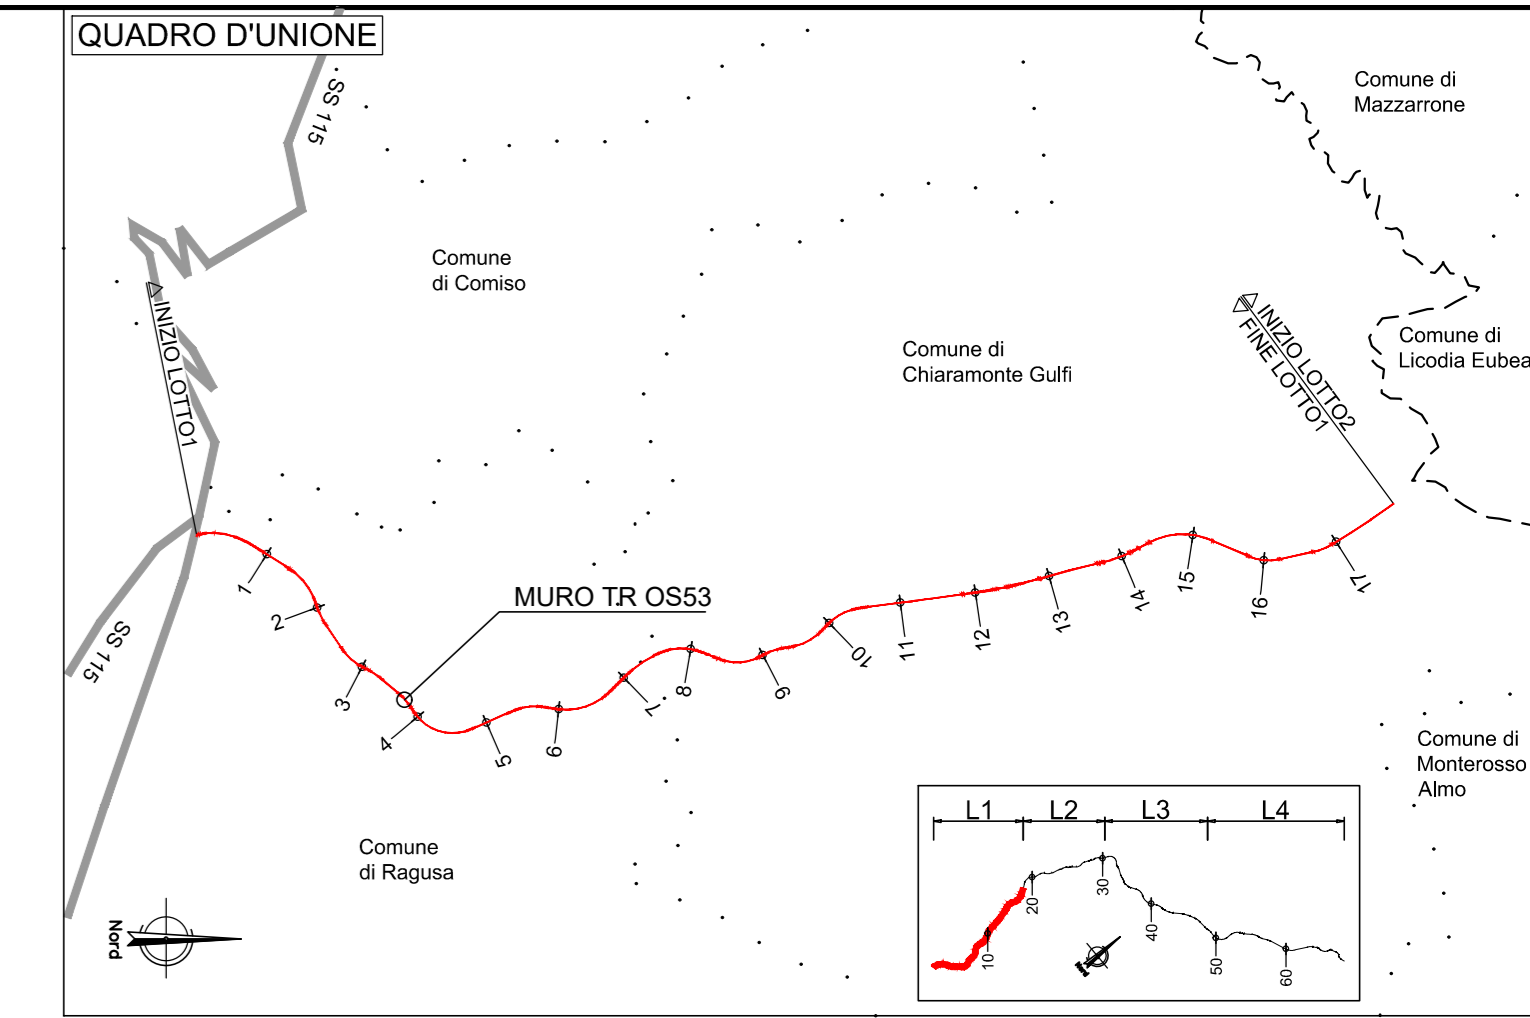 QUADRO D'UNIONE
SS 115
Comune di
Mazzarrone
Comune
di Comiso
INIZIO LOTTO1
Comune di
Chiaramonte Gulfi
INIZIO LOTTO2
FINE LOTTO1
Comune di
Licodia Eubea
SS 115
MURO T.R OS53
1
2
3
4
5
6
7
8
9
10
11
12
13
14
15
16
17
Comune di
Monterosso
Almo
Comune
di Ragusa
Nord
L1 L2 L3 L4
10
20
30
40
50
60